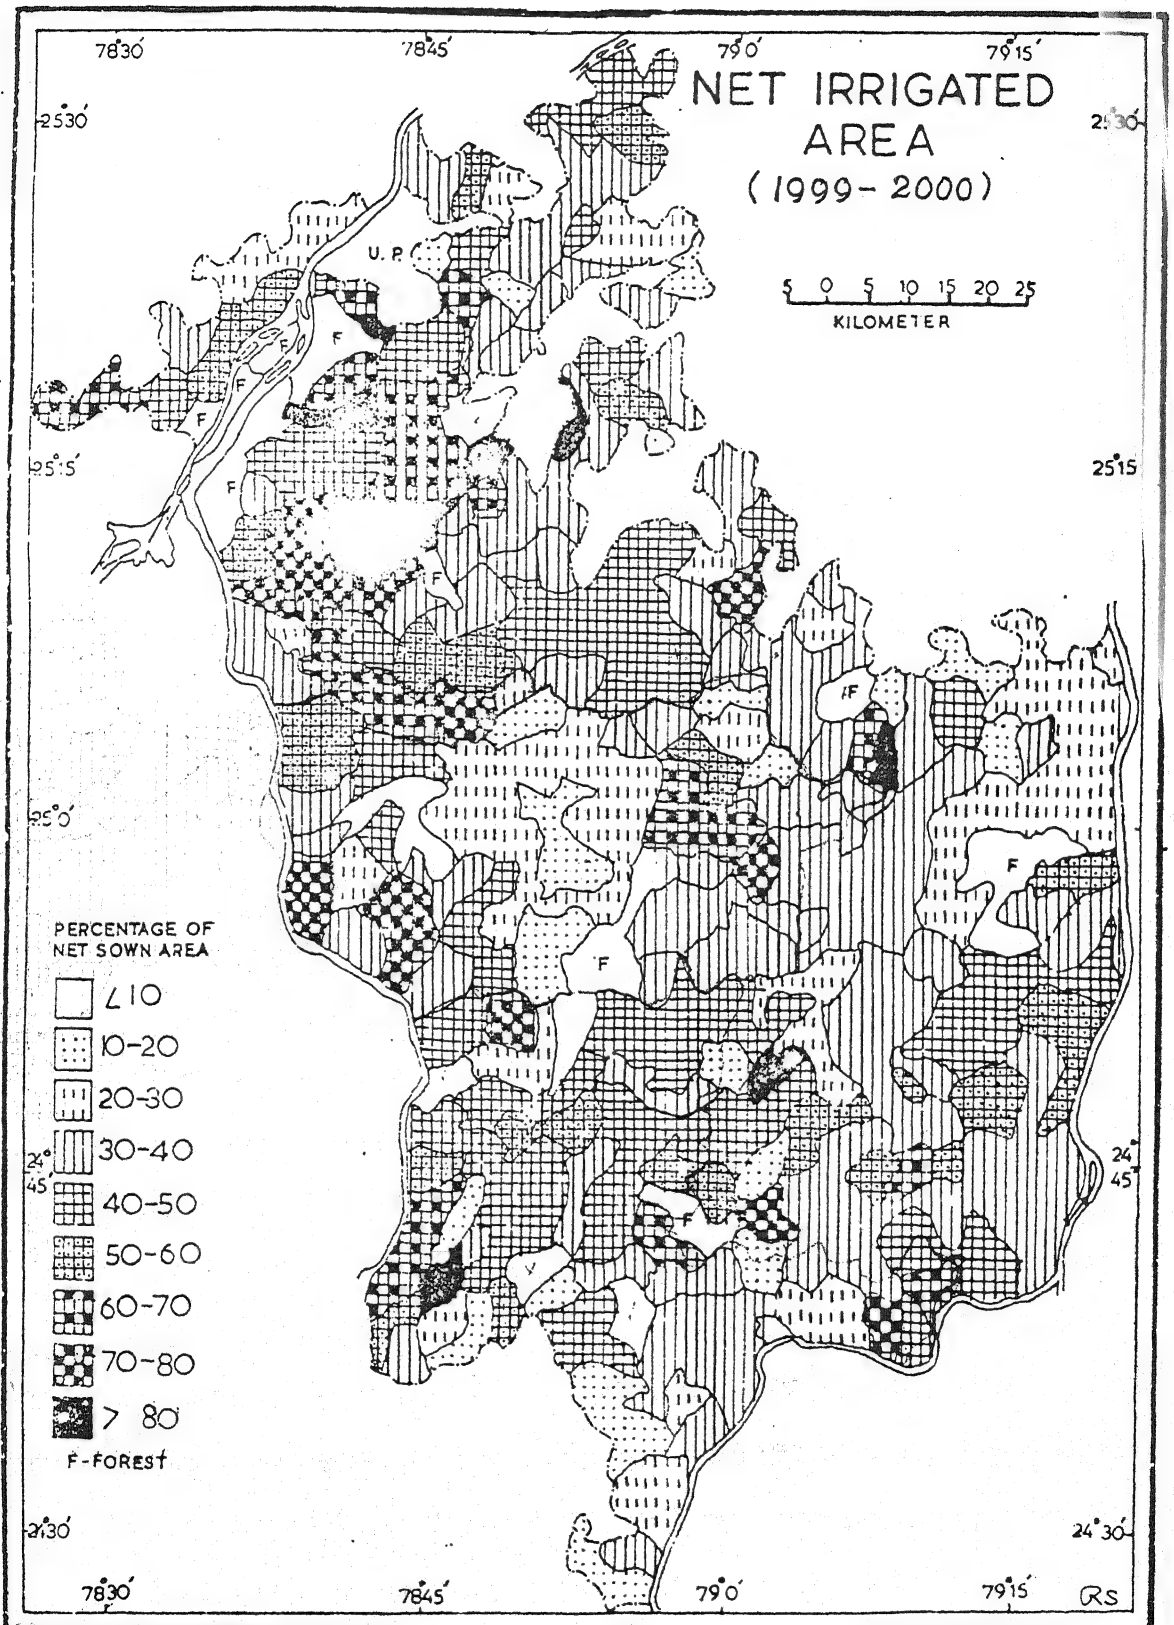 78°30' 78°45' 79°0' 79°15'
NET IRRIGATED
AREA
(1999-2000)
25°30' 25°30'
U.P.
5 0 5 10 15 20 25
KILOMETER
F
F
F
F
25°15' 25°15'
F
F
F
25°0'
F
F
PERCENTAGE OF
NET SOWN AREA
∠10
10-20
20-30
30-40
40-50
50-60
60-70
70-80
> 80
F-FOREST
24°45' 24°45'
F
24°30' 24°30'
78°30' 78°45' 79°0' 79°15'
RS